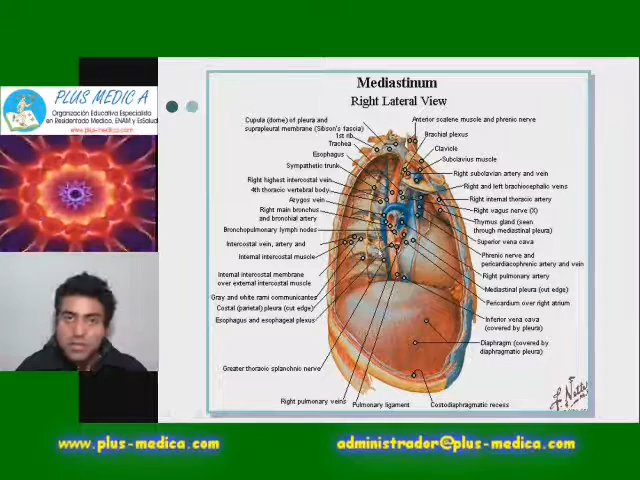 PLUS MEDIC A
Organización Educativa Especialista
en Residentado Medico, ENAM y EsSalud
www.plus-medica.com
Mediastinum
Right Lateral View
Cupula (dome) of pleura and
suprapleural membrane (Sibson's fascia)
1st rib
Trachea
Esophagus
Sympathetic trunk
Right highest intercostal vein
4th thoracic vertebral body
Azygos vein
Right main bronchus
and bronchial artery
Bronchopulmonary lymph nodes
Intercostal vein, artery and
Internal intercostal muscle
Internal intercostal membrane
over external intercostal muscle
Gray and white rami communicantes
Costal (parietal) pleura (cut edge)
Esophagus and esophageal plexus
Greater thoracic splanchnic nerve
Right pulmonary veins
Pulmonary ligament
Anterior scalene muscle and phrenic nerve
Brachial plexus
Clavicle
Subclavius muscle
Right subclavian artery and vein
Right and left brachiocephalic veins
Right internal thoracic artery
Right vagus nerve (X)
Thymus gland (seen
through mediastinal pleura)
Superior vena cava
Phrenic nerve and
pericardiacophrenic artery and vein
Right pulmonary artery
Mediastinal pleura (cut edge)
Pericardium over right atrium
Inferior vena cava
(covered by pleura)
Diaphragm (covered by
diaphragmatic pleura)
Costodiaphragmatic recess
www.plus-medica.com
administrador@plus-medica.com